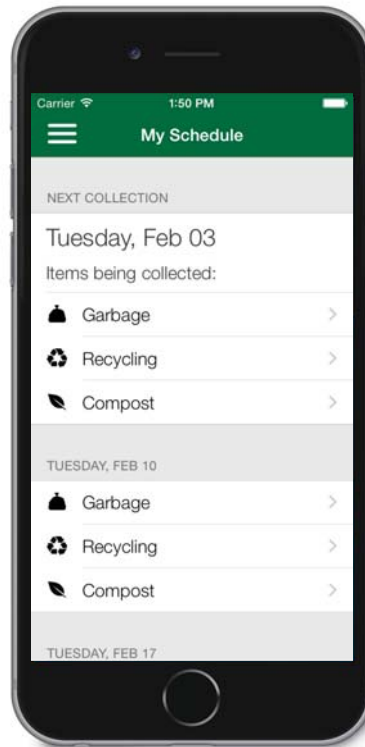 Carrier 1:50 PM
My Schedule
NEXT COLLECTION
Tuesday, Feb 03
Items being collected:
Garbage
Recycling
Compost
TUESDAY, FEB 10
Garbage
Recycling
Compost
TUESDAY, FEB 17